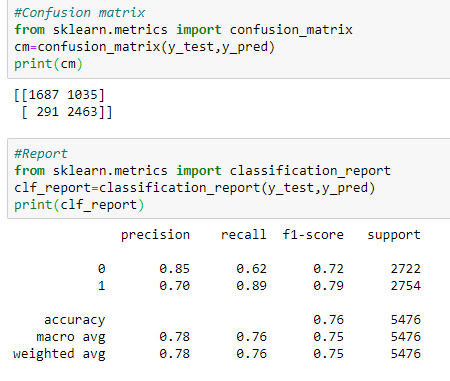 #Confusion matrix
from sklearn.metrics import confusion_matrix
cm=confusion_matrix(y_test,y_pred)
print(cm)
[[1687 1035]
 [ 291 2463]]
#Report
from sklearn.metrics import classification_report
clf_report=classification_report(y_test,y_pred)
print(clf_report)
              precision    recall  f1-score   support
           0       0.85      0.62      0.72      2722
           1       0.70      0.89      0.79      2754
    accuracy                           0.76      5476
   macro avg       0.78      0.76      0.75      5476
weighted avg       0.78      0.76      0.75      5476